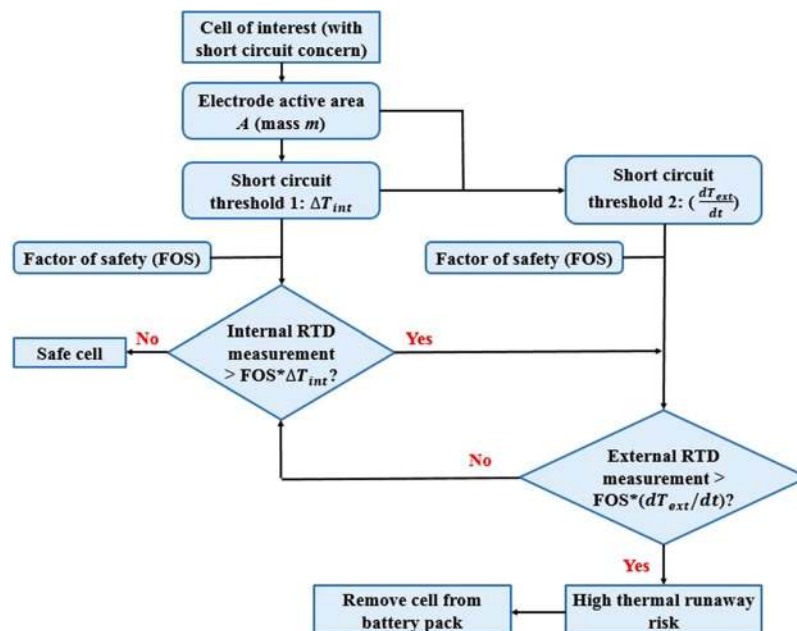 Cell of interest (with
short circuit concern)
Electrode active area
A (mass m)
Short circuit
threshold 1: ΔT_int
Short circuit
threshold 2: (dT_ext/dt)
Factor of safety (FOS)
Factor of safety (FOS)
No
Safe cell
Internal RTD
measurement
> FOS*ΔT_int?
Yes
No
External RTD
measurement >
FOS*(dT_ext/dt)?
Yes
Remove cell from
battery pack
High thermal runaway
risk